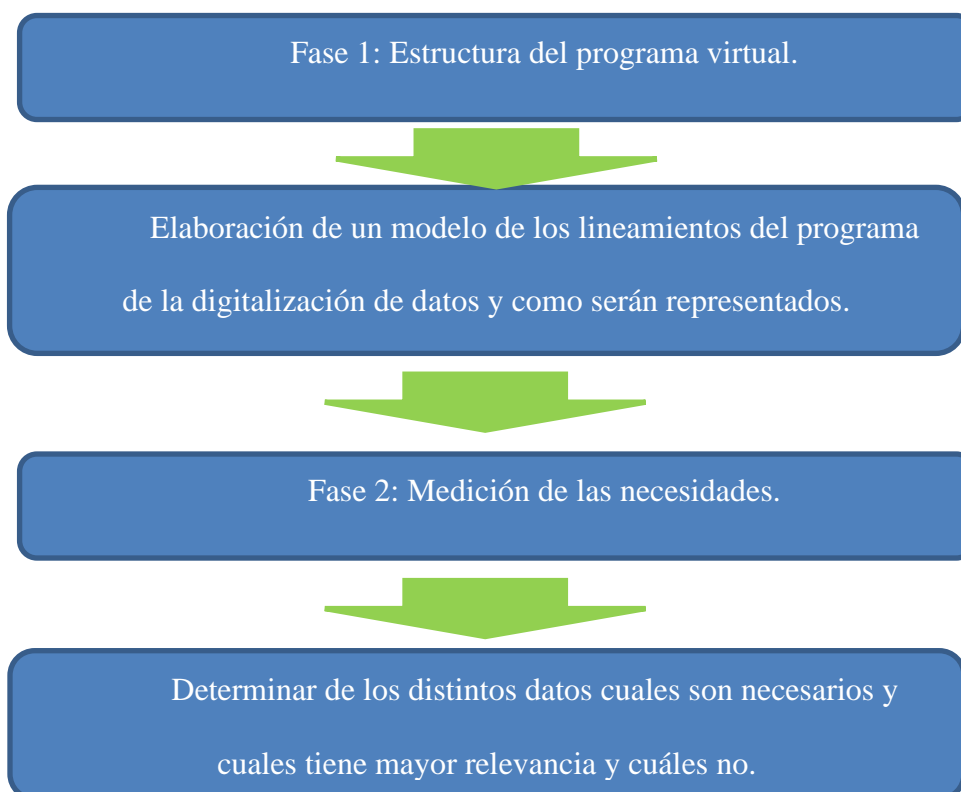 Fase 1: Estructura del programa virtual.
Elaboración de un modelo de los lineamientos del programa
de la digitalización de datos y como serán representados.
Fase 2: Medición de las necesidades.
Determinar de los distintos datos cuales son necesarios y
cuales tiene mayor relevancia y cuáles no.